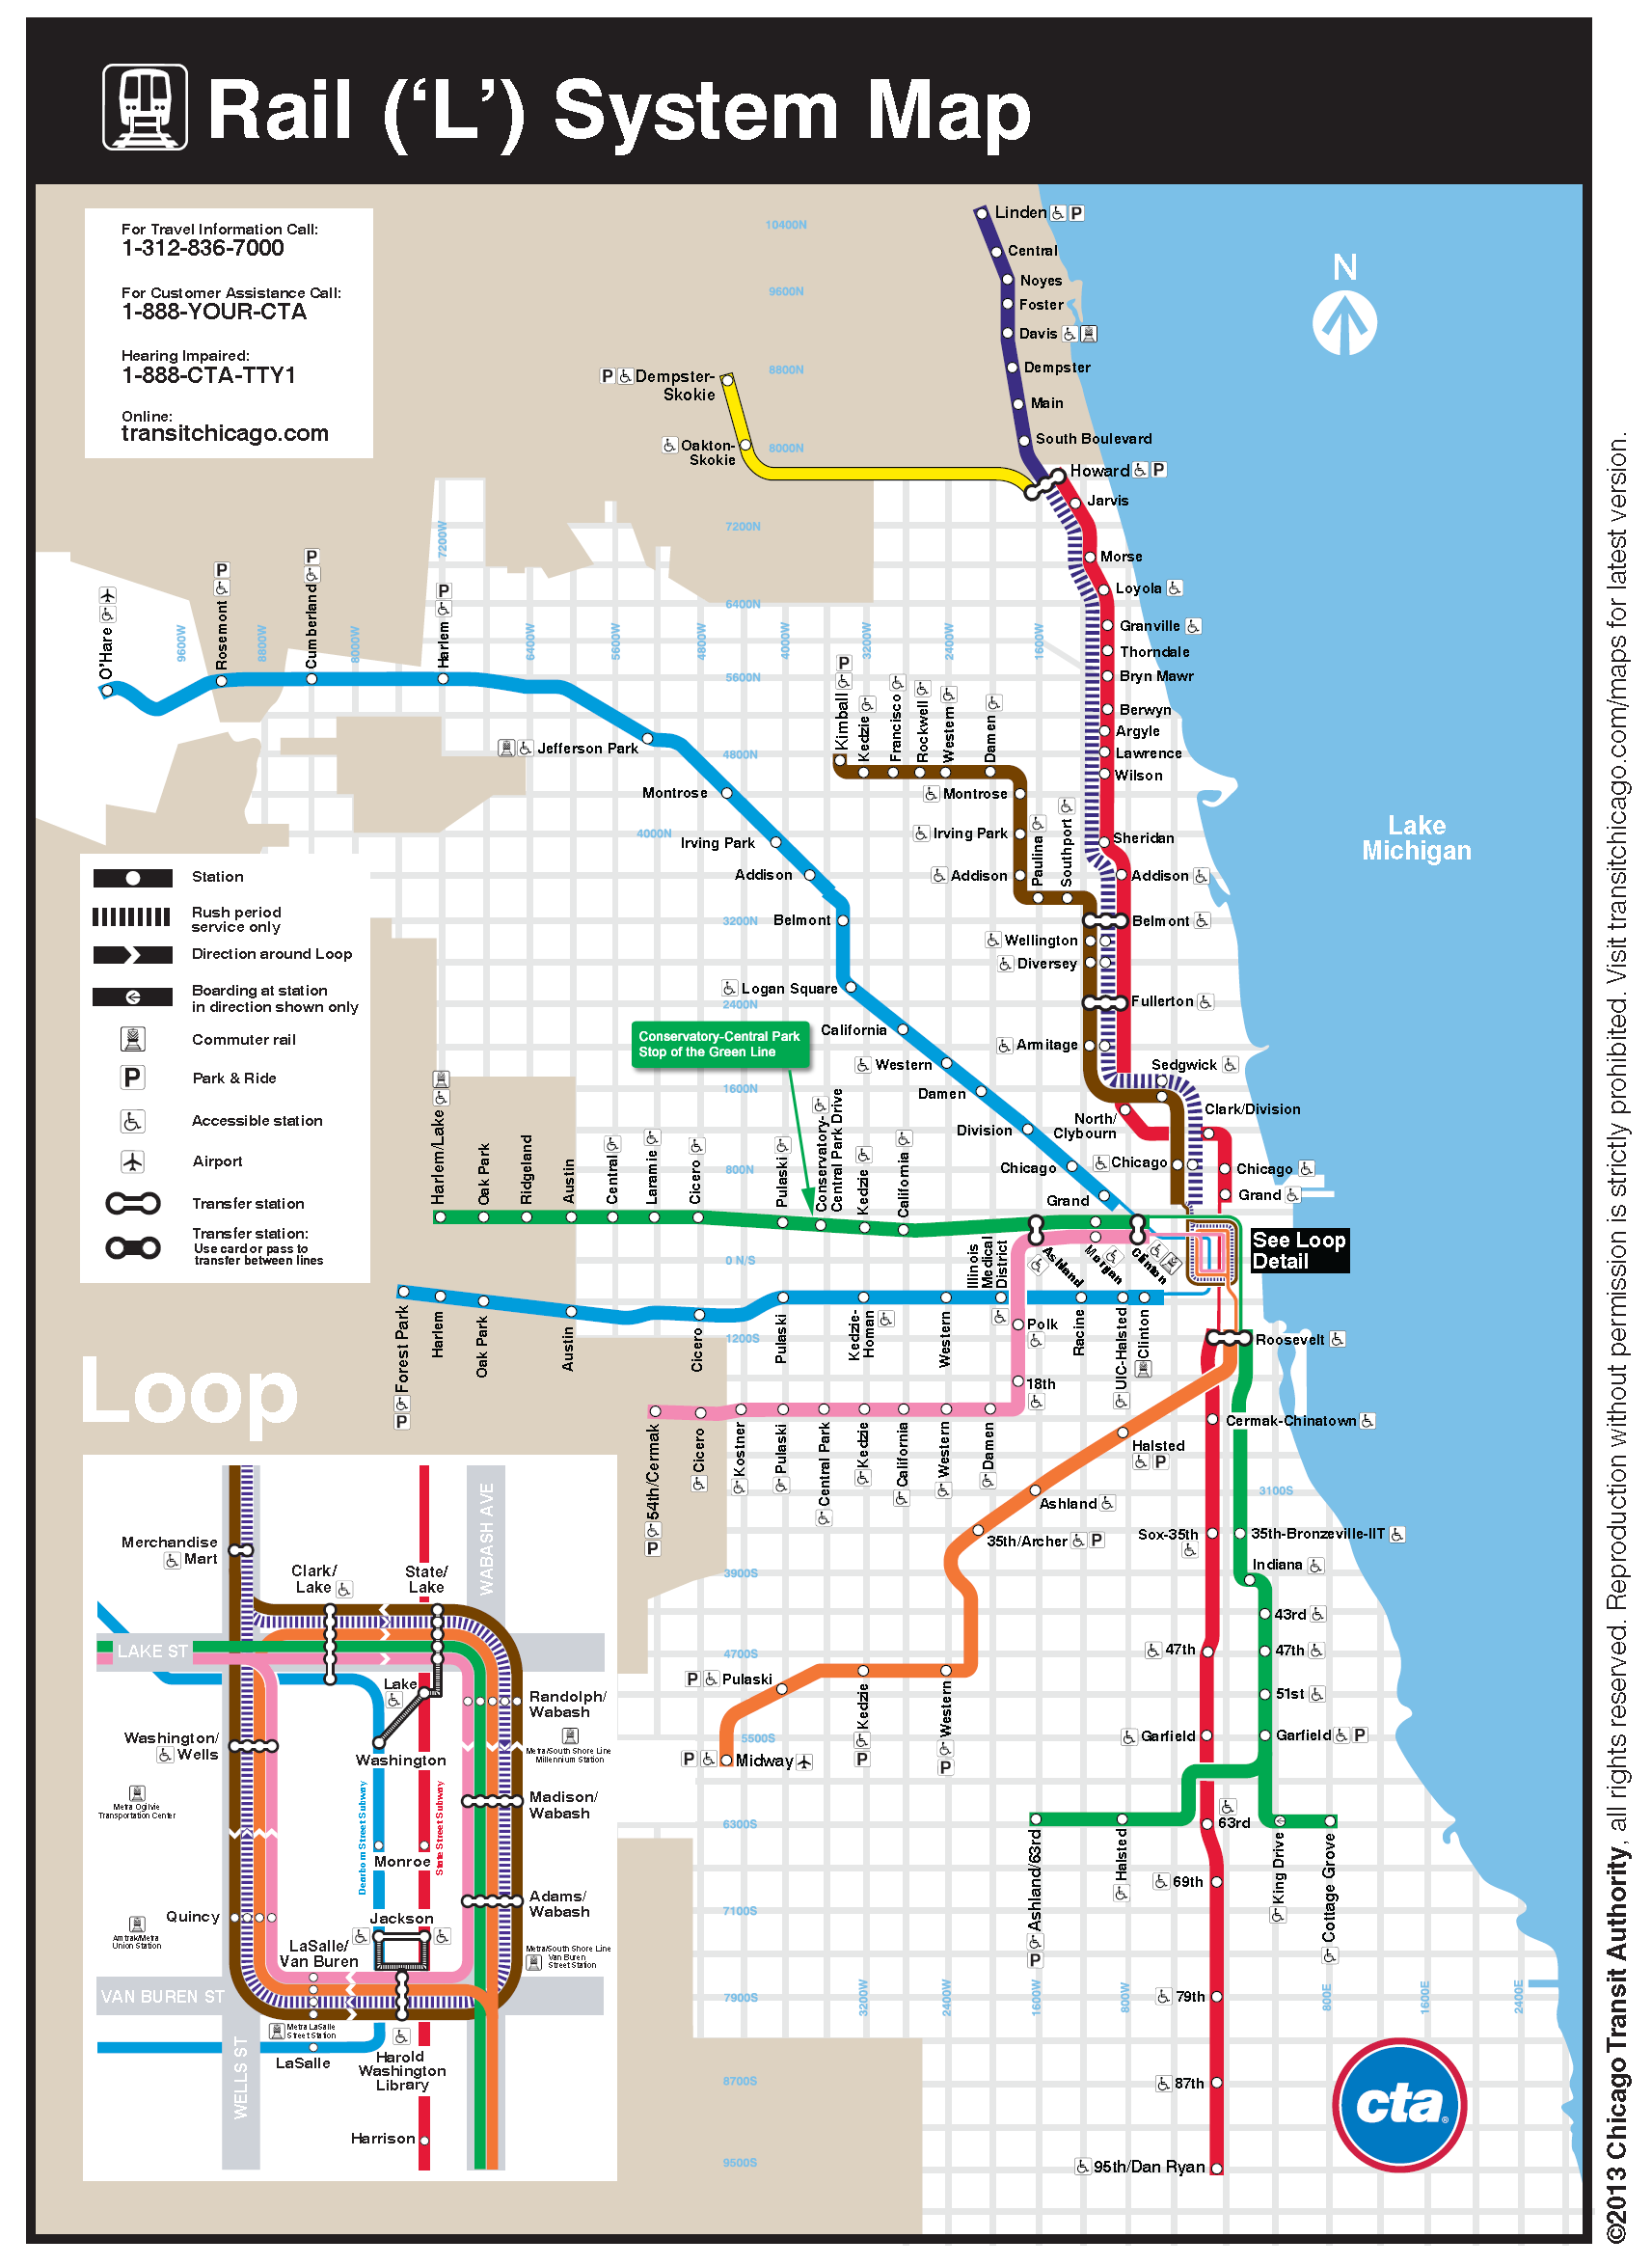 Rail (‘L’) System Map
For Travel Information Call:
1-312-836-7000
For Customer Assistance Call:
1-888-YOUR-CTA
Hearing Impaired:
1-888-CTA-TTY1
Online:
transitchicago.com
10400N
9600N
8800N
8000N
7200N
6400N
5600N
4800N
4000N
3200N
2400N
1600N
800N
0 N/S
1200S
3100S
3900S
4700S
5500S
6300S
7100S
7900S
8700S
9500S
9600W
8800W
8000W
7200W
6400W
5600W
4800W
4000W
3200W
2400W
1600W
N
Lake
Michigan
Linden P
Central
Noyes
Foster
Davis
Dempster
Main
South Boulevard
Howard P
P Dempster-
Skokie
Oakton-
Skokie
Jarvis
Morse
Loyola
Granville
Thorndale
Bryn Mawr
Berwyn
Argyle
Lawrence
Wilson
Sheridan
Addison
Belmont
Fullerton
North/
Clybourn
Clark/Division
Chicago
Grand
O'Hare
Rosemont P
Cumberland P
Harlem P
Jefferson Park
Montrose
Irving Park
Addison
Belmont
Logan Square
California
Western
Damen
Division
Chicago
Grand
Kimball P
Kedzie
Francisco
Rockwell
Western
Damen
Montrose
Irving Park
Addison
Paulina
Southport
Wellington
Diversey
Armitage
Sedgwick
Chicago
Station
Rush period
service only
Direction around Loop
Boarding at station
in direction shown only
Commuter rail
P Park & Ride
Accessible station
Airport
Transfer station
Transfer station:
Use card or pass to
transfer between lines
Conservatory-Central Park
Stop of the Green Line
Harlem/Lake
Oak Park
Ridgeland
Austin
Central
Laramie
Cicero
Pulaski
Conservatory-
Central Park Drive
Kedzie
California
Ashland
Morgan
Clinton
See Loop
Detail
Forest Park P
Harlem
Oak Park
Austin
Cicero
Pulaski
Kedzie-
Homan
Western
Illinois
Medical
District
Racine
UIC-Halsted
Clinton
Polk
18th
54th/Cermak P
Cicero
Kostner
Pulaski
Central Park
Kedzie
California
Western
Damen
Roosevelt
Halsted
P
Ashland
35th/Archer P
Western P
Kedzie P
P Pulaski
P Midway
Cermak-Chinatown
Sox-35th
47th
Garfield
63rd
69th
79th
87th
95th/Dan Ryan
35th-Bronzeville-IIT
Indiana
43rd
47th
51st
Garfield P
Ashland/63rd P
Halsted
King Drive
Cottage Grove
3200W
2400W
1600W
800W
800E
1600E
2400E
cta
Loop
WABASH AVE
LAKE ST
VAN BUREN ST
WELLS ST
Merchandise
Mart
Clark/
Lake
State/
Lake
Lake
Washington
Randolph/
Wabash
Metra/South Shore Line
Millennium Station
Washington/
Wells
Metra Ogilvie
Transportation Center
Dearborn Street Subway
State Street Subway
Madison/
Wabash
Monroe
Adams/
Wabash
Quincy
Amtrak/Metra
Union Station
Jackson
LaSalle/
Van Buren
Metra/South Shore Line
Van Buren
Street Station
Metra LaSalle
Street Station
LaSalle
Harold
Washington
Library
Harrison
©2013 Chicago Transit Authority, all rights reserved. Reproduction without permission is strictly prohibited. Visit transitchicago.com/maps for latest version.